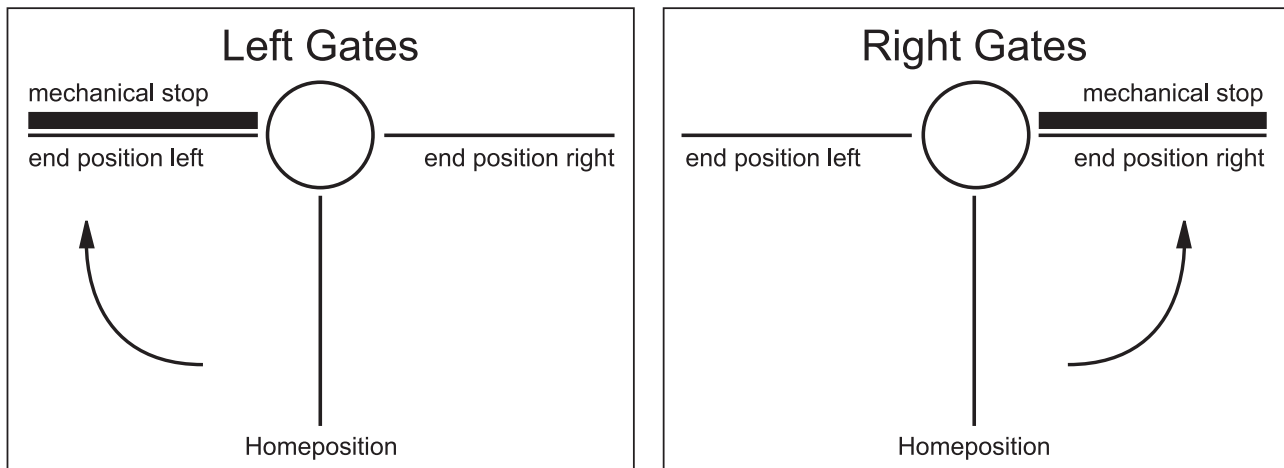 Left Gates
mechanical stop
end position left
end position right
Homeposition
Right Gates
mechanical stop
end position left
end position right
Homeposition